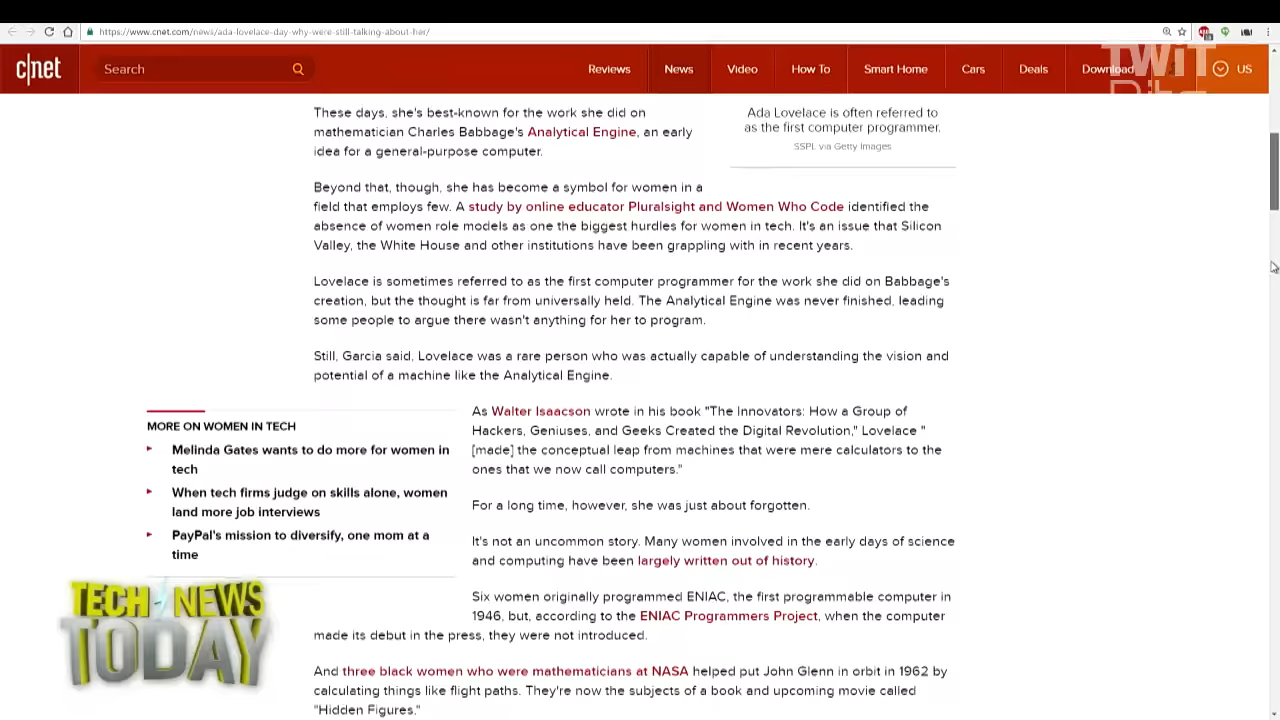 https://www.cnet.com/news/ada-lovelace-day-why-were-still-talking-about-her/
c|net
Search
Reviews
News
Video
How To
Smart Home
Cars
Deals
Download
US
TWiT
These days, she's best-known for the work she did on
mathematician Charles Babbage's Analytical Engine, an early
idea for a general-purpose computer.
Ada Lovelace is often referred to
as the first computer programmer.
SSPL via Getty Images
Beyond that, though, she has become a symbol for women in a
field that employs few. A study by online educator Pluralsight and Women Who Code identified the
absence of women role models as one the biggest hurdles for women in tech. It's an issue that Silicon
Valley, the White House and other institutions have been grappling with in recent years.
Lovelace is sometimes referred to as the first computer programmer for the work she did on Babbage's
creation, but the thought is far from universally held. The Analytical Engine was never finished, leading
some people to argue there wasn't anything for her to program.
Still, Garcia said, Lovelace was a rare person who was actually capable of understanding the vision and
potential of a machine like the Analytical Engine.
MORE ON WOMEN IN TECH
Melinda Gates wants to do more for women in
tech
When tech firms judge on skills alone, women
land more job interviews
PayPal's mission to diversify, one mom at a
time
As Walter Isaacson wrote in his book "The Innovators: How a Group of
Hackers, Geniuses, and Geeks Created the Digital Revolution," Lovelace "
[made] the conceptual leap from machines that were mere calculators to the
ones that we now call computers."
For a long time, however, she was just about forgotten.
It's not an uncommon story. Many women involved in the early days of science
and computing have been largely written out of history.
Six women originally programmed ENIAC, the first programmable computer in
1946, but, according to the ENIAC Programmers Project, when the computer
made its debut in the press, they were not introduced.
And three black women who were mathematicians at NASA helped put John Glenn in orbit in 1962 by
calculating things like flight paths. They're now the subjects of a book and upcoming movie called
"Hidden Figures."
TECH NEWS
TODAY